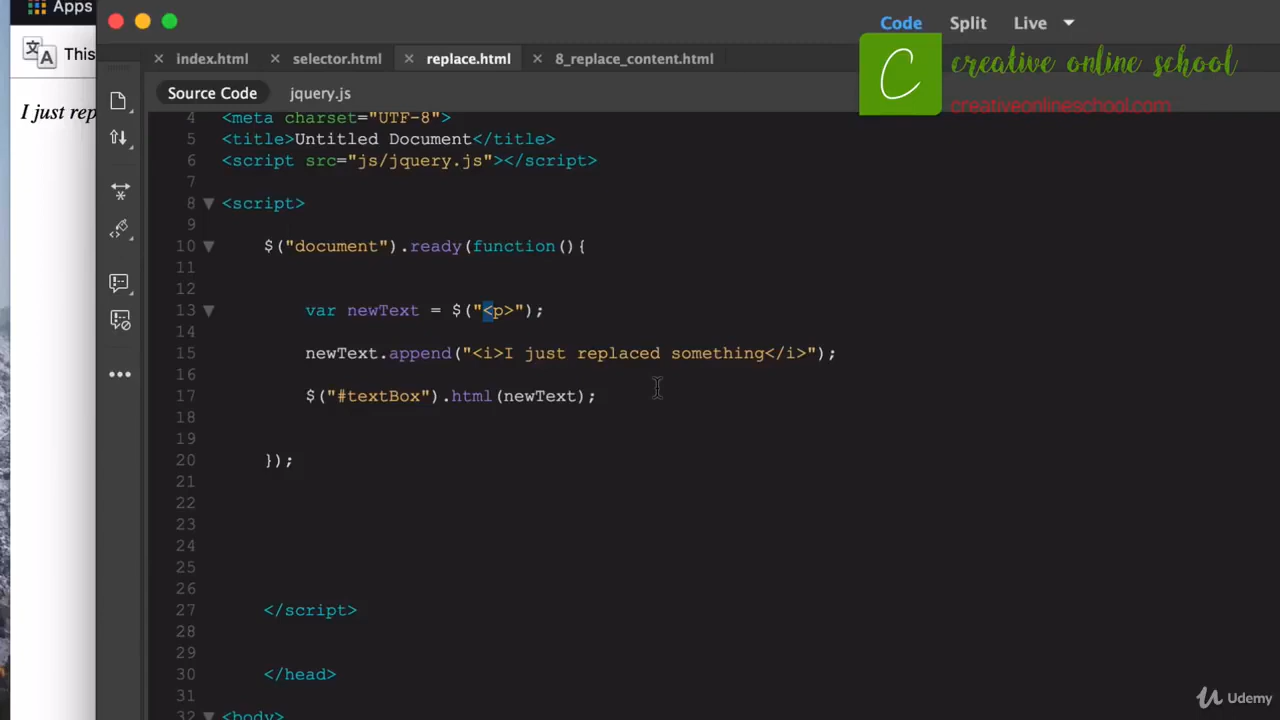 Apps
Code Split Live
This
index.html selector.html replace.html 8_replace_content.html
C creative online school
creativeonlineschool.com
Source Code jquery.js
I just rep
4 <meta charset="UTF-8">
5 <title>Untitled Document</title>
6 <script src="js/jquery.js"></script>
7
8 <script>
9
10 $("document").ready(function(){
11
12
13 var newText = $("<p>");
14
15 newText.append("<i>I just replaced something</i>");
16
17 $("#textBox").html(newText);
18
19
20 });
21
22
23
24
25
26
27 </script>
28
29
30 </head>
31
32 <body>
Udemy